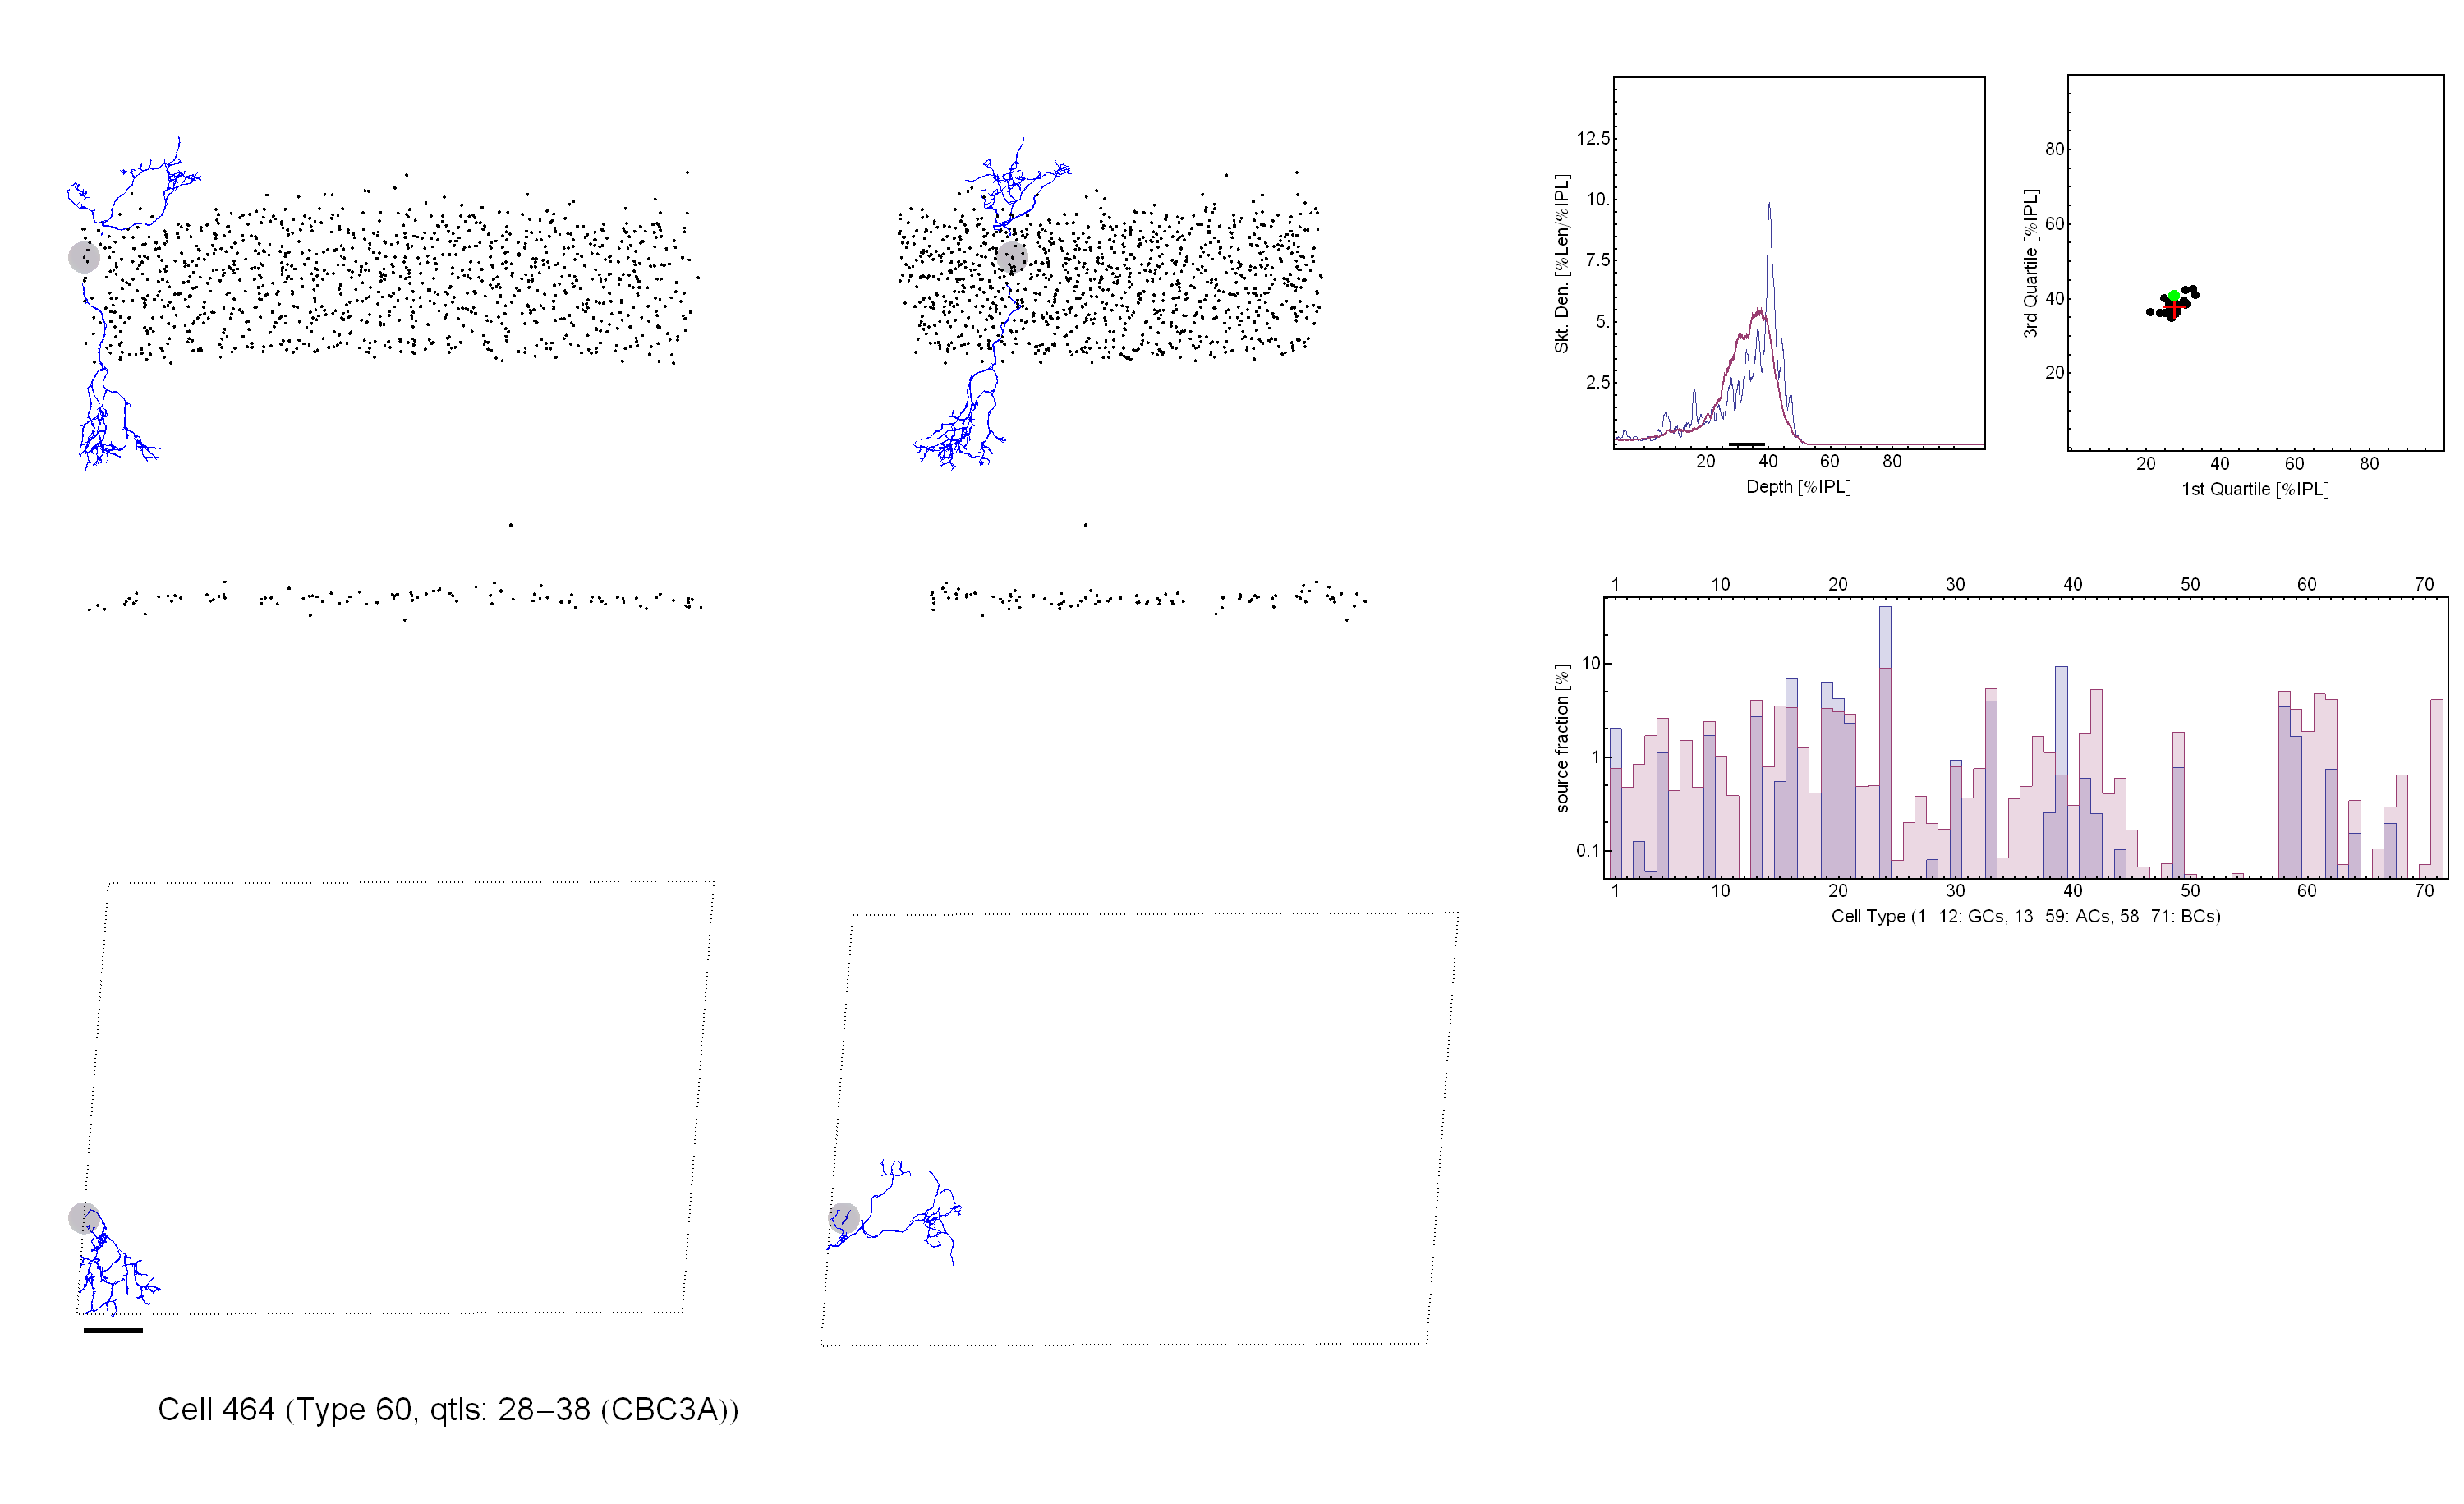 12.5
10.
7.5
5.
2.5
Skt. Den. [%Len/%IPL]
20 40 60 80
Depth [%IPL]
80
60
40
20
3rd Quartile [%IPL]
20 40 60 80
1st Quartile [%IPL]
1 10 20 30 40 50 60 70
10
1
0.1
source fraction [%]
1 10 20 30 40 50 60 70
Cell Type (1–12: GCs, 13–59: ACs, 58–71: BCs)
Cell 464 (Type 60, qtls: 28–38 (CBC3A))